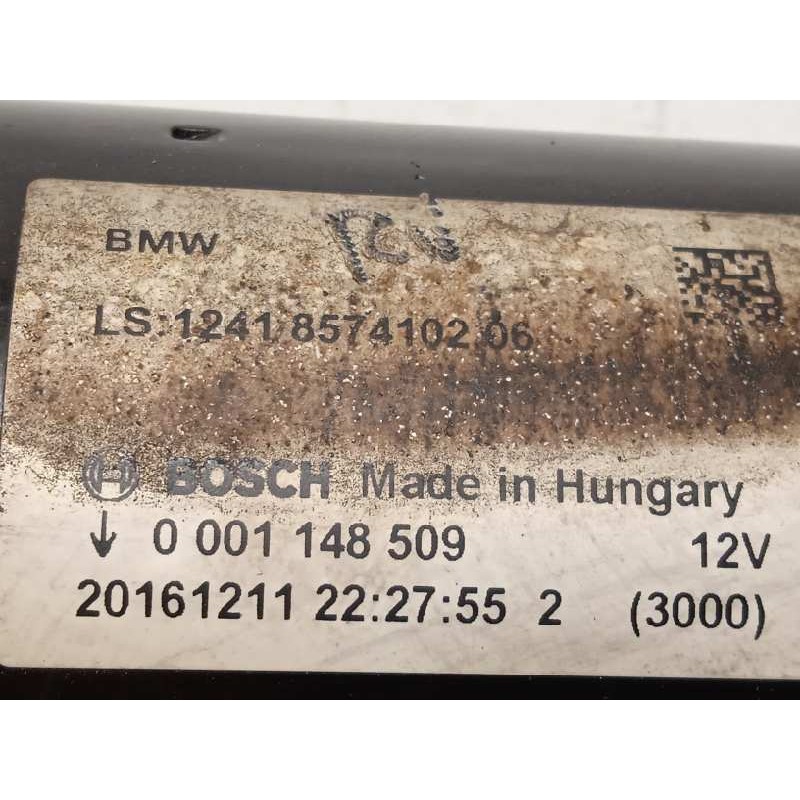 BMW
LS:1241 8574102 06
BOSCH Made in Hungary
↓ 0 001 148 509 12V
20161211 22:27:55 2 (3000)